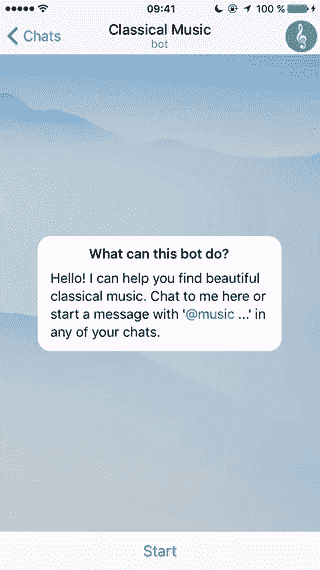 09:41
100 %
Chats
Classical Music
bot
What can this bot do?
Hello! I can help you find beautiful
classical music. Chat to me here or
start a message with '@music ...' in
any of your chats.
Start